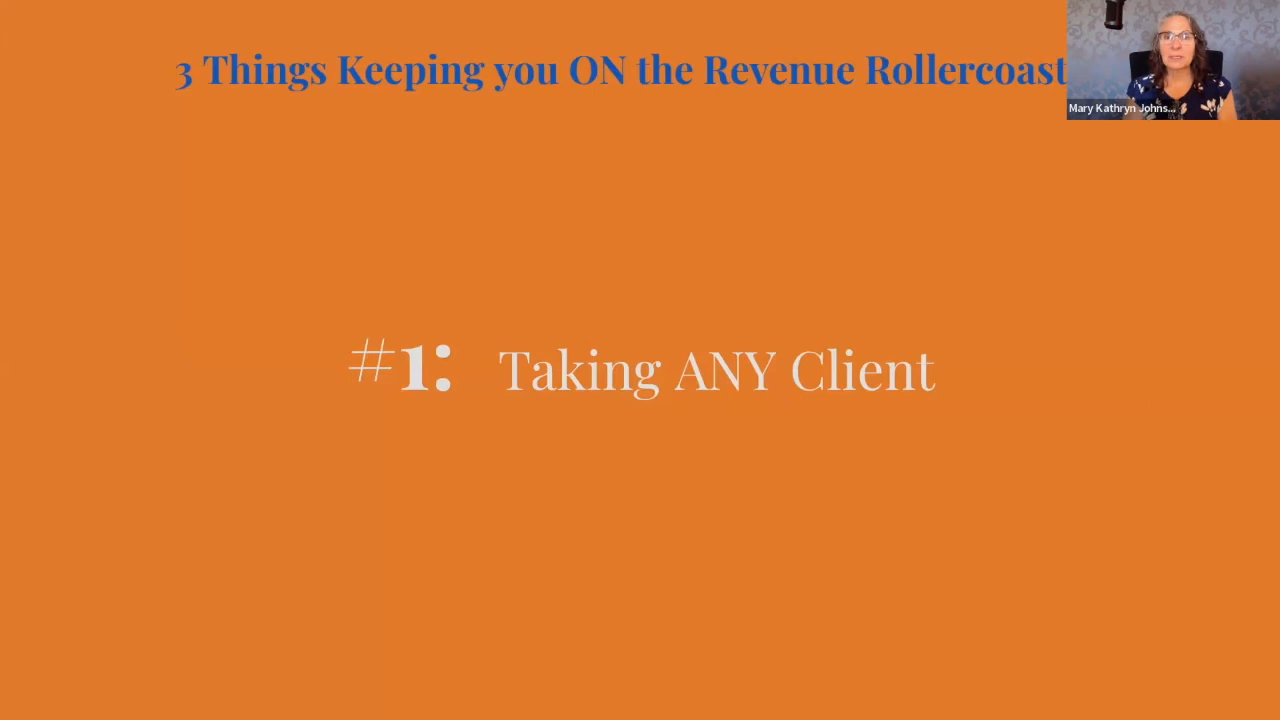 3 Things Keeping you ON the Revenue Rollercoast
Mary Kathryn Johns...
#1: Taking ANY Client